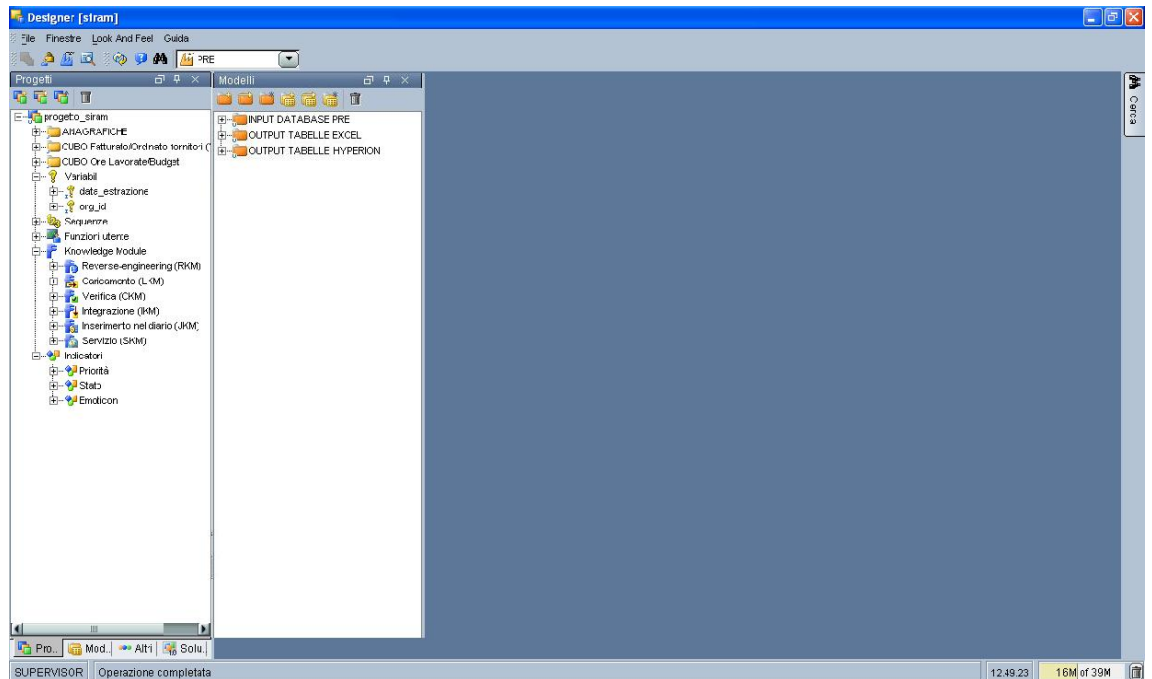 Designer [siram]
File Finestre Look And Feel Guida
PRE
Progetti
progetto_siram
ANAGRAFICHE
CUBO Fatturato/Ordinato fornitori (
CUBO Ore Lavorate/Budget
Variabili
data_estrazione
org_id
Sequenze
Funzioni utente
Knowledge Module
Reverse-engineering (RKM)
Caricamento (LKM)
Verifica (CKM)
Integrazione (IKM)
Inserimento nel diario (JKM)
Servizio (SKM)
Indicatori
Priorità
Stato
Emoticon
Modelli
INPUT DATABASE PRE
OUTPUT TABELLE EXCEL
OUTPUT TABELLE HYPERION
Cerca
Pro.. Mod.. Altri Solu..
SUPERVISOR Operazione completata 12.49.23 16M of 39M